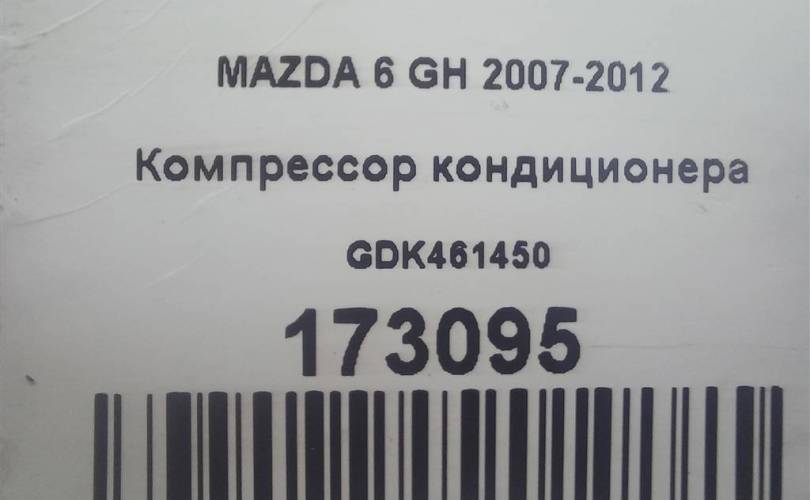 MAZDA 6 GH 2007-2012
Компрессор кондиционера
GDK461450
173095